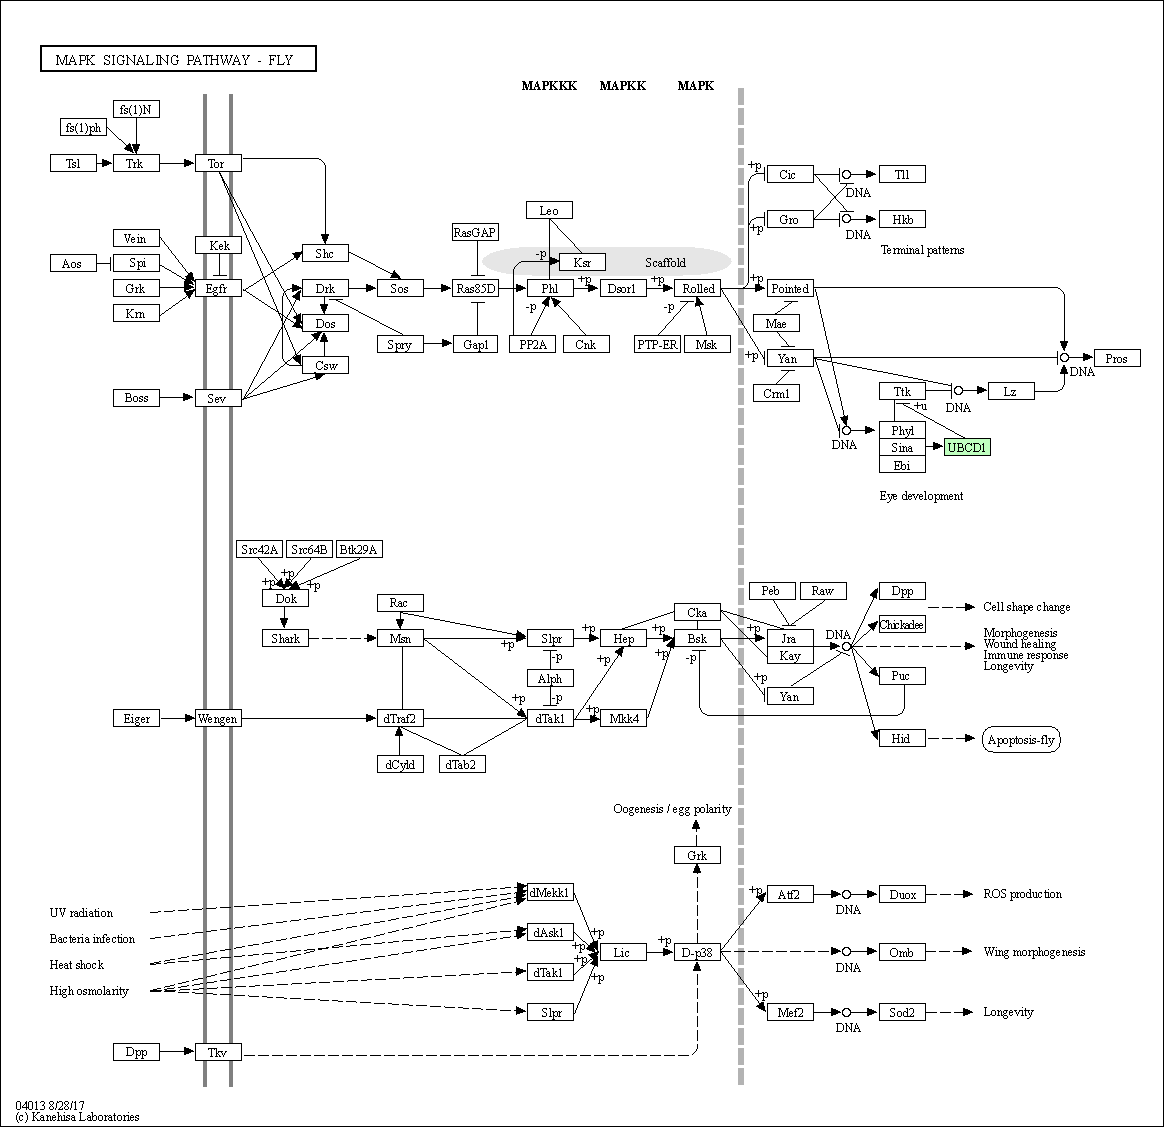 MAPK SIGNALING PATHWAY - FLY
MAPKKK MAPKK MAPK
fs(1)N
fs(1)ph
Tsl Trk Tor
+p Cic Tll
DNA
Leo
Gro Hkb
+p DNA
RasGAP
Vein Kek
Terminal patterns
Aos Spi Shc -p Ksr Scaffold
Grk Egfr Drk Sos Ras85D Phl +p Dsor1 +p Rolled +p Pointed
-p -p
Krn Dos Mae
Spry Gap1 PP2A Cnk PTP-ER Msk +p Yan Pros
DNA
Csw
Boss Sev Crm1 Ttk Lz
+u DNA
Phyl
DNA Sina UBCD1
Ebi
Eye development
Src42A Src64B Btk29A
+p +p +p
Dok Peb Raw Dpp
Rac Cka Cell shape change
Chickadee
Shark Msn +p Slpr +p Hep +p Bsk +p Jra DNA Morphogenesis
Wound healing
-p +p +p -p Kay Immune response
Longevity
Alph +p Puc
+p -p Yan
Eiger Wengen dTraf2 dTak1 +p Mkk4
Hid Apoptosis-fly
dCyld dTab2
Oogenesis / egg polarity
Grk
dMekk1 +p Atf2 Duox ROS production
UV radiation DNA
Bacteria infection dAsk1 +p
+p Lic +p D-p38 Omb Wing morphogenesis
Heat shock +p DNA
dTak1 +p
High osmolarity +p
Slpr Mef2 Sod2 Longevity
DNA
Dpp Tkv
04013 8/28/17
(c) Kanehisa Laboratories